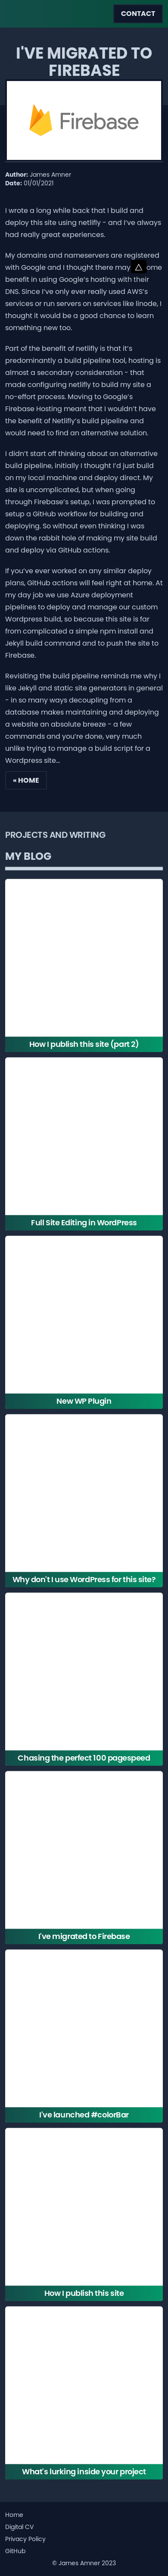 CONTACT
I'VE MIGRATED TO
FIREBASE
Firebase
Author: James Amner
Date: 01/01/2021
I wrote a long while back that I build and
deploy this site using netflify - and I've always
had really great experiences.
My domains and nameservers are
with Google and I thought there me
benefit in using Google's hosting with their
DNS. Since I've only ever really used AWS's
services to run servers on services like Moodle, I
thought it would be a good chance to learn
something new too.
Part of the benefit of netlify is that it's
predominantly a build pipeline tool, hosting is
almost a secondary consideration - that
made configuring netlify to build my site a
no-effort process. Moving to Google's
Firebase Hosting meant that I wouldn't have
the benefit of Netlify's build pipeline and
would need to find an alternative solution.
I didn't start off thinking about an alternative
build pipeline, initially I thought I'd just build
on my local machine and deploy direct. My
site is uncomplicated, but when going
through Firebase's setup, I was prompted to
setup a GitHub workflow for building and
deploying. So without even thinking I was
down the rabbit hole of making my site build
and deploy via GitHub actions.
If you've ever worked on any similar deploy
plans, GitHub actions will feel right at home. At
my day job we use Azure deployment
pipelines to deploy and manage our custom
Wordpress build, so because this site is far
from complicated a simple npm install and
Jekyll build command and to push the site to
Firebase.
Revisiting the build pipeline reminds me why I
like Jekyll and static site generators in general
- in so many ways decoupling from a
database makes maintaining and deploying
a website an absolute breeze - a few
commands and you're done, very much
unlike trying to manage a build script for a
Wordpress site...
« HOME
PROJECTS AND WRITING
MY BLOG
How I publish this site (part 2)
Full Site Editing in WordPress
New WP Plugin
Why don't I use WordPress for this site?
Chasing the perfect 100 pagespeed
I've migrated to Firebase
I've launched #colorBar
How I publish this site
What's lurking inside your project
Home
Digital CV
Privacy Policy
GitHub
© James Amner 2023